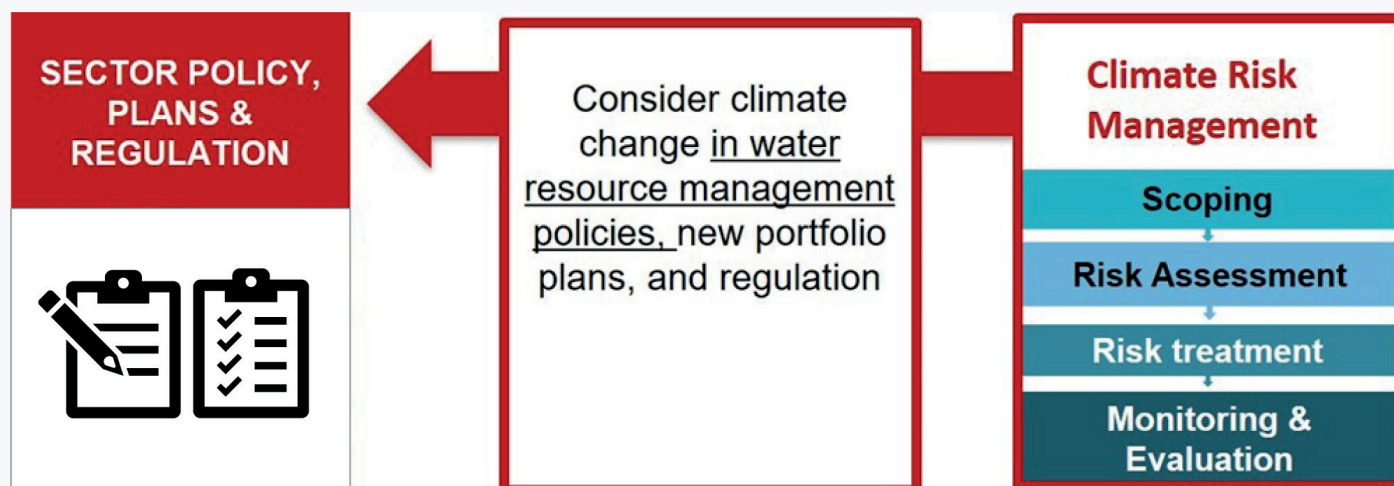 SECTOR POLICY,
PLANS &
REGULATION
Consider climate
change in water
resource management
policies, new portfolio
plans, and regulation
Climate Risk
Management
Scoping
Risk Assessment
Risk treatment
Monitoring &
Evaluation